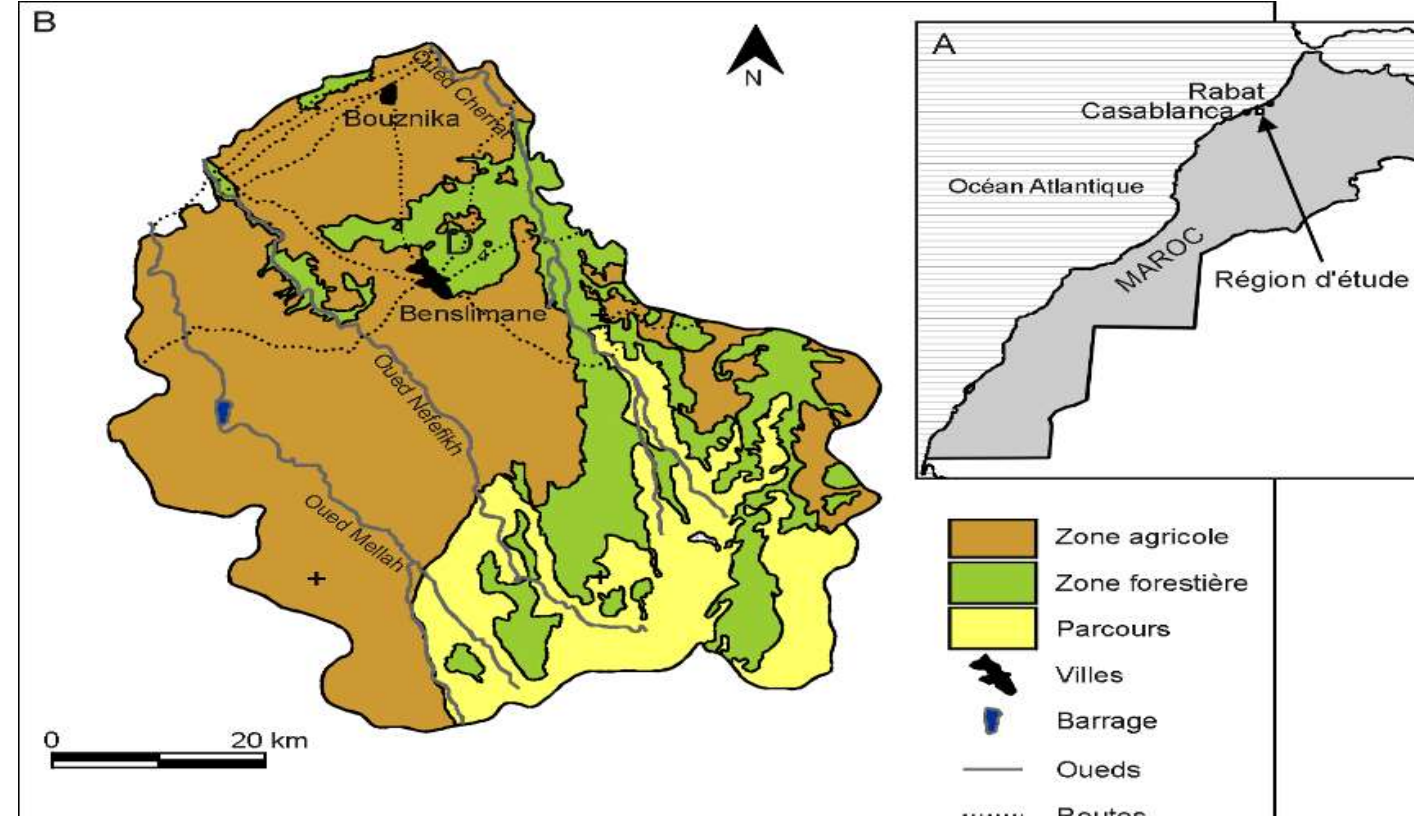 B
N
Oued Cherrat
Bouznika
D
Benslimane
Oued Nefefikh
Oued Mellah
0 20 km
A
Rabat
Casablanca
Océan Atlantique
MAROC
Région d'étude
Zone agricole
Zone forestière
Parcours
Villes
Barrage
Oueds
Routes